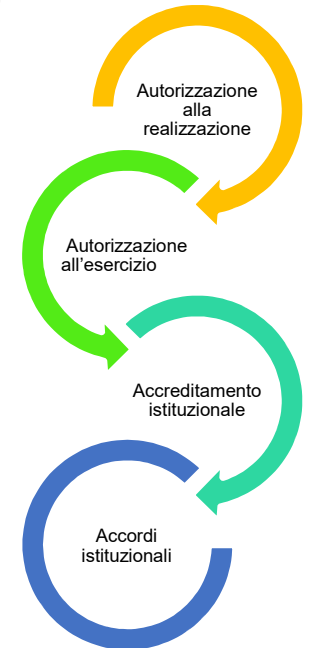 Autorizzazione
alla
realizzazione
Autorizzazione
all'esercizio
Accreditamento
istituzionale
Accordi
istituzionali